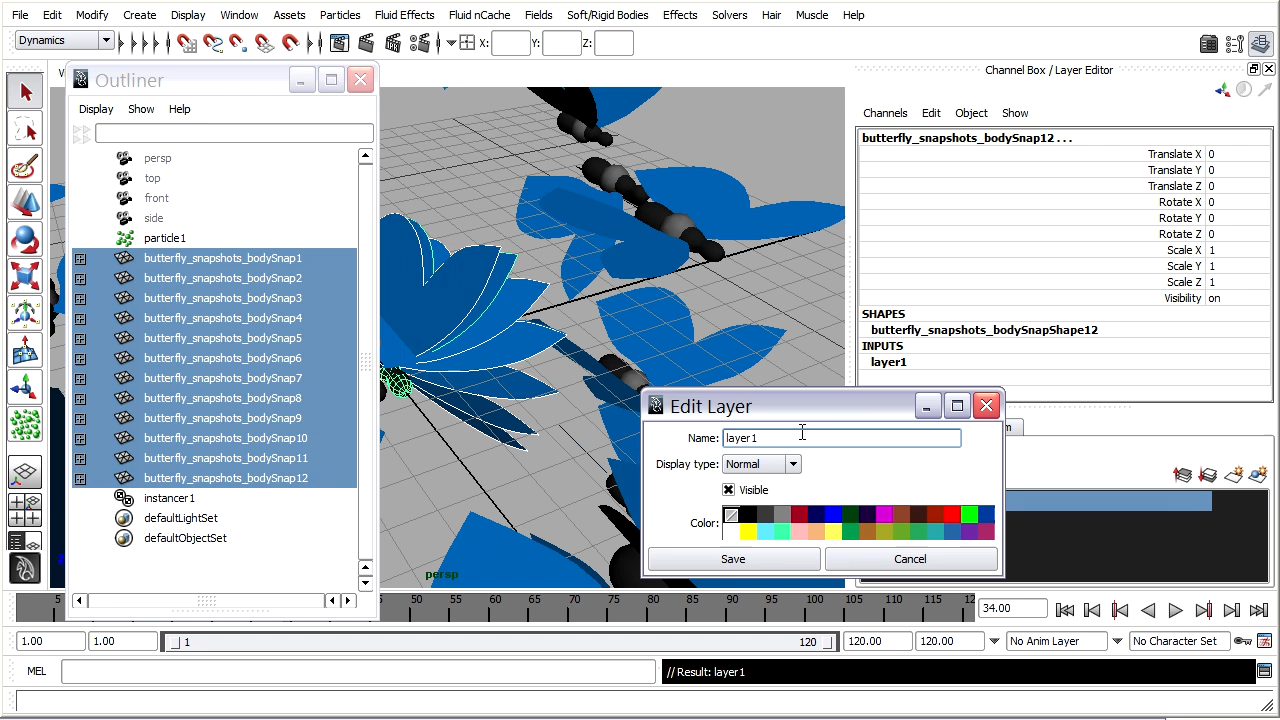 File Edit Modify Create Display Window Assets Particles Fluid Effects Fluid nCache Fields Soft/Rigid Bodies Effects Solvers Hair Muscle Help
Dynamics X: Y: Z:
Outliner
Display Show Help
persp
top
front
side
particle1
butterfly_snapshots_bodySnap1
butterfly_snapshots_bodySnap2
butterfly_snapshots_bodySnap3
butterfly_snapshots_bodySnap4
butterfly_snapshots_bodySnap5
butterfly_snapshots_bodySnap6
butterfly_snapshots_bodySnap7
butterfly_snapshots_bodySnap8
butterfly_snapshots_bodySnap9
butterfly_snapshots_bodySnap10
butterfly_snapshots_bodySnap11
butterfly_snapshots_bodySnap12
instancer1
defaultLightSet
defaultObjectSet
persp
Channel Box / Layer Editor
Channels Edit Object Show
butterfly_snapshots_bodySnap12 . . .
Translate X 0
Translate Y 0
Translate Z 0
Rotate X 0
Rotate Y 0
Rotate Z 0
Scale X 1
Scale Y 1
Scale Z 1
Visibility on
SHAPES
butterfly_snapshots_bodySnapShape12
INPUTS
layer1
Edit Layer
Name: layer1
Display type: Normal
Visible
Color:
Save Cancel
5 50 55 60 65 70 75 80 85 90 95 100 105 110 115 12 34.00
1.00 1.00 1 120 120.00 120.00 No Anim Layer No Character Set
MEL // Result: layer1